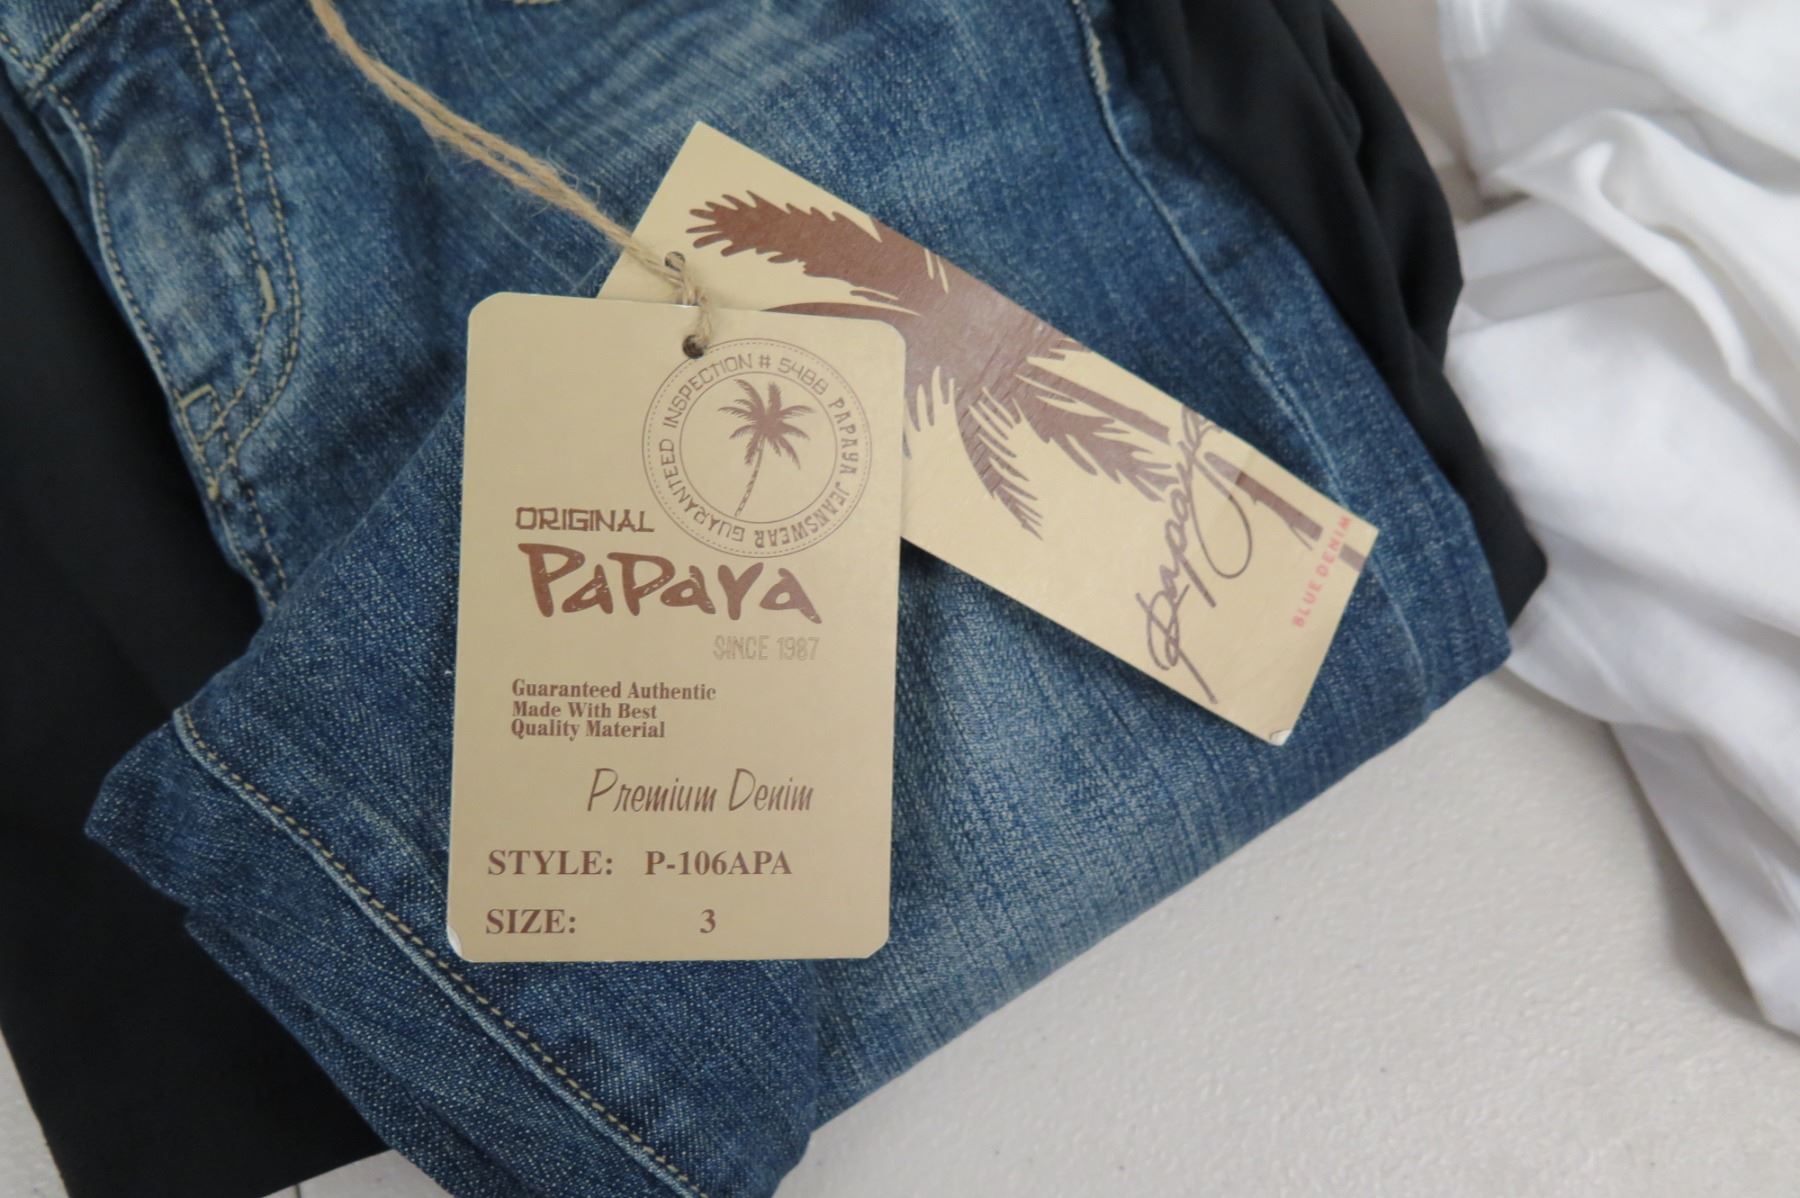 GUARANTEED INSPECTION # 5488 PAPAYA JEANSWEAR
ORIGINAL
PaPaya
SINCE 1987
Guaranteed Authentic
Made With Best
Quality Material
Premium Denim
STYLE: P-106APA
SIZE: 3
Papaya
BLUE DENIM